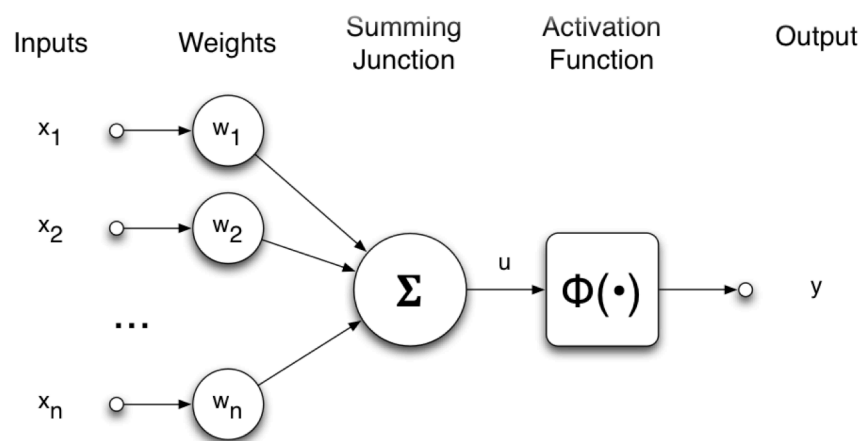 Inputs
Weights
Summing
Junction
Activation
Function
Output
x₁
w₁
x₂
w₂
Σ
u
Φ(•)
y
...
xₙ
wₙ